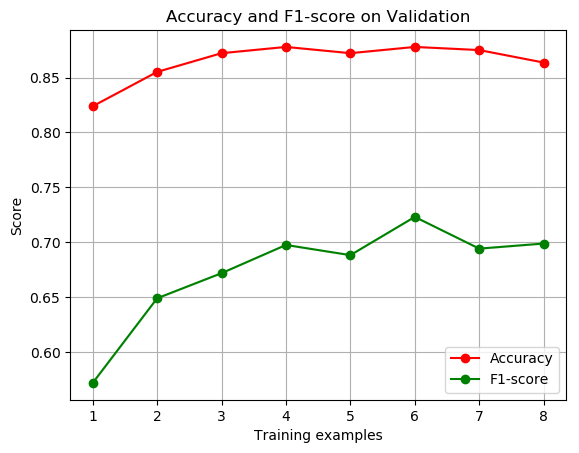 Accuracy and F1-score on Validation
Score
0.85
0.80
0.75
0.70
0.65
0.60
Accuracy
F1-score
1 2 3 4 5 6 7 8
Training examples